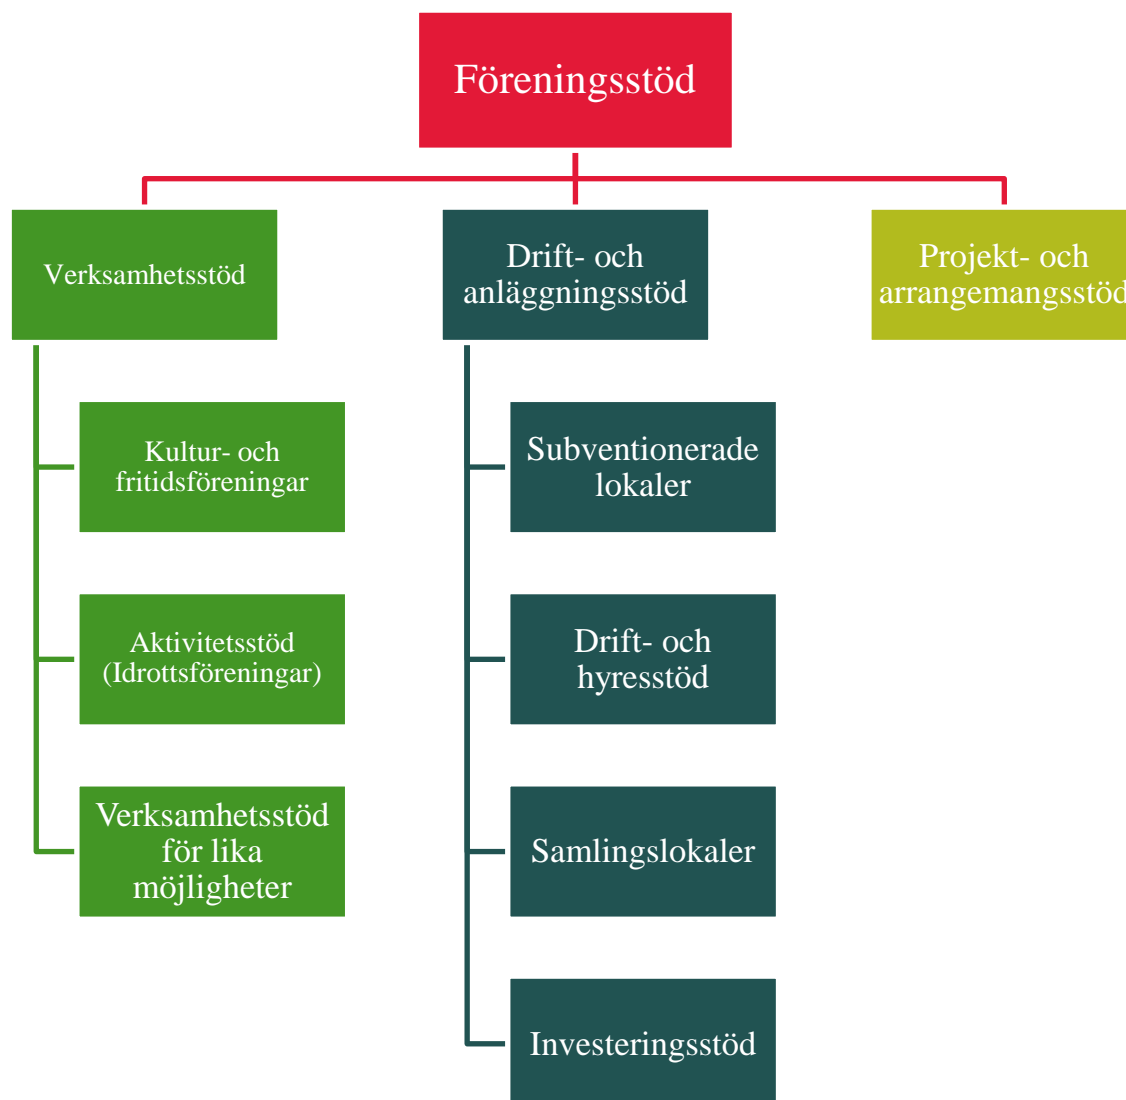 Föreningsstöd
Verksamhetsstöd
Drift- och
anläggningsstöd
Projekt- och
arrangemangsstöd
Kultur- och
fritidsföreningar
Subventionerade
lokaler
Aktivitetsstöd
(Idrottsföreningar)
Drift- och
hyresstöd
Verksamhetsstöd
för lika
möjligheter
Samlingslokaler
Investeringsstöd